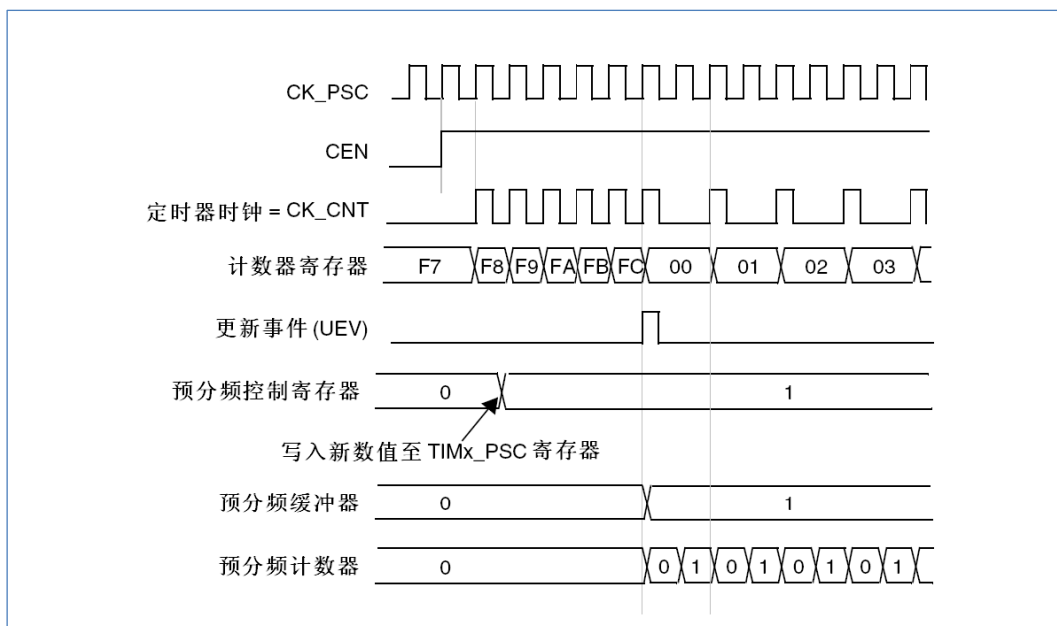 CK_PSC
CEN
定时器时钟 = CK_CNT
计数器寄存器 F7 F8 F9 FA FB FC 00 01 02 03
更新事件 (UEV)
预分频控制寄存器 0 1
写入新数值至 TIMx_PSC 寄存器
预分频缓冲器 0 1
预分频计数器 0 0 1 0 1 0 1 0 1